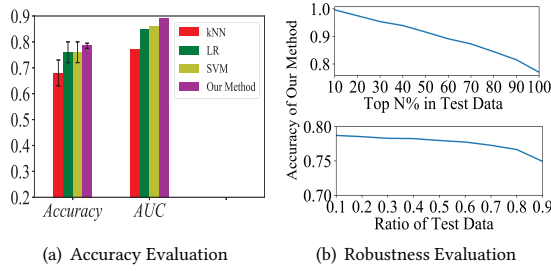 0.9
0.8
0.7
0.6
0.5
0.4
0.3
0.2
Accuracy AUC
kNN
LR
SVM
Our Method
(a) Accuracy Evaluation
Accuracy of Our Method
1.0
0.9
0.8
10 20 30 40 50 60 70 80 90 100
Top N% in Test Data
0.80
0.75
0.70
0.1 0.2 0.3 0.4 0.5 0.6 0.7 0.8 0.9
Ratio of Test Data
(b) Robustness Evaluation